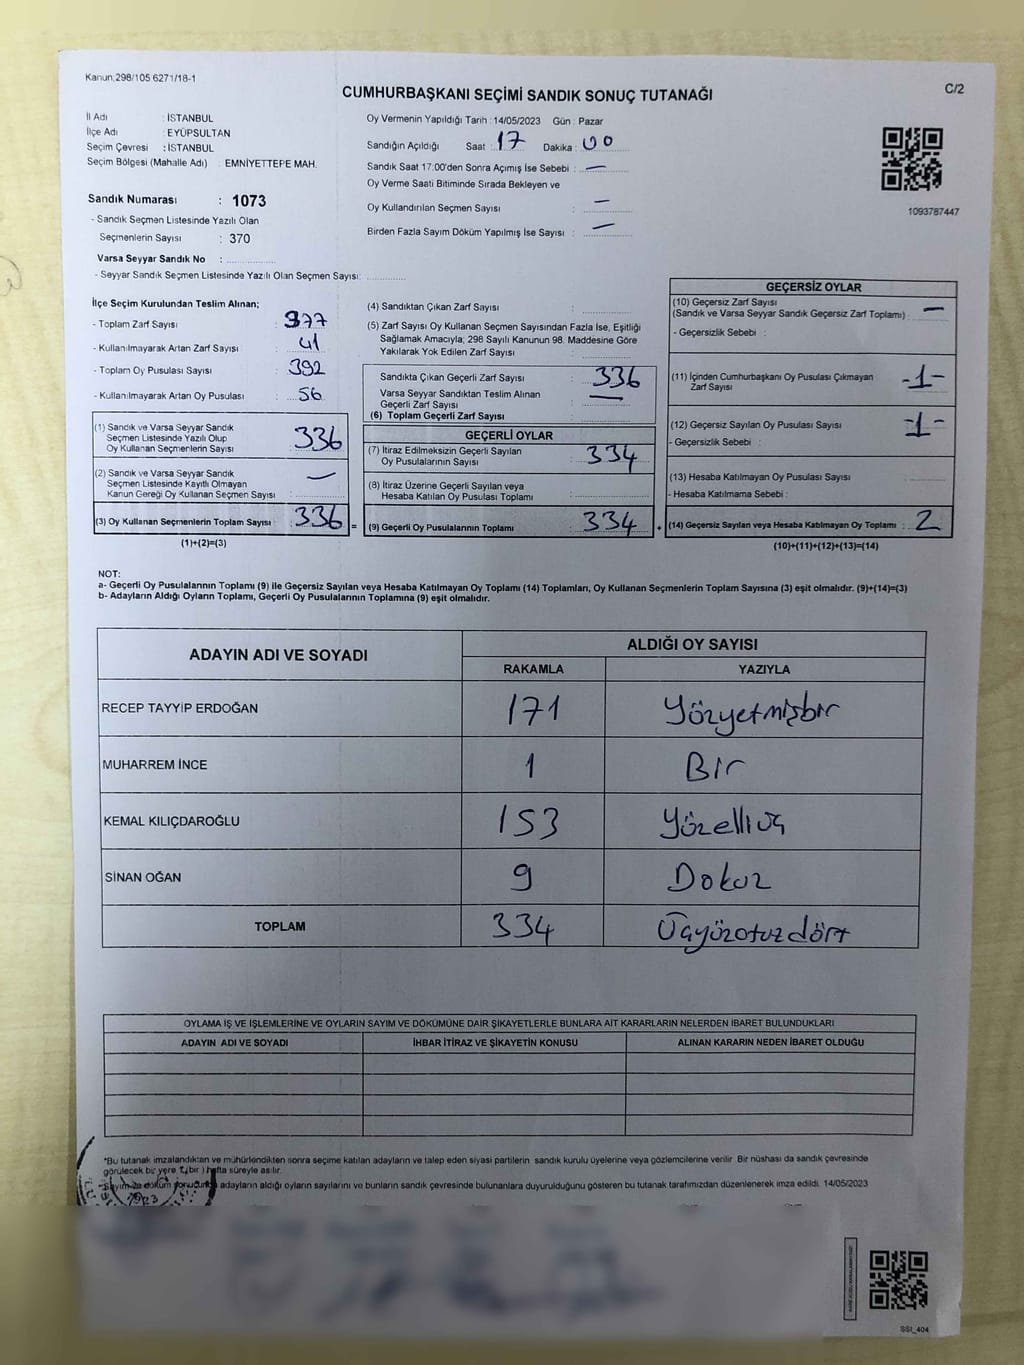 Kanun;298/105 6271/18-1
C/2
CUMHURBAŞKANI SEÇİMİ SANDIK SONUÇ TUTANAĞI
İl Adı : İSTANBUL
İlçe Adı : EYÜPSULTAN
Seçim Çevresi : İSTANBUL
Seçim Bölgesi (Mahalle Adı) : EMNİYETTEPE MAH.
Oy Vermenin Yapıldığı Tarih : 14/05/2023 Gün : Pazar
Sandığın Açıldığı Saat : 17 Dakika : 00
Sandık Saat 17:00'den Sonra Açımış İse Sebebi : —
Oy Verme Saati Bitiminde Sırada Bekleyen ve
Oy Kullandırılan Seçmen Sayısı : —
Birden Fazla Sayım Döküm Yapılmış İse Sayısı : —
1093787447
Sandık Numarası : 1073
- Sandık Seçmen Listesinde Yazılı Olan
Seçmenlerin Sayısı : 370
Varsa Seyyar Sandık No :
- Seyyar Sandık Seçmen Listesinde Yazılı Olan Seçmen Sayısı:
İlçe Seçim Kurulundan Teslim Alınan;
- Toplam Zarf Sayısı : 377
- Kullanılmayarak Artan Zarf Sayısı : 41
- Toplam Oy Pusulası Sayısı : 392
- Kullanılmayarak Artan Oy Pusulası : 56
(1) Sandık ve Varsa Seyyar Sandık
Seçmen Listesinde Yazılı Olup
Oy Kullanan Seçmenlerin Sayısı : 336
(2) Sandık ve Varsa Seyyar Sandık
Seçmen Listesinde Kayıtlı Olmayan
Kanun Gereği Oy Kullanan Seçmen Sayısı : —
(3) Oy Kullanan Seçmenlerin Toplam Sayısı : 336 =
(1)+(2)=(3)
(4) Sandıktan Çıkan Zarf Sayısı :
(5) Zarf Sayısı Oy Kullanan Seçmen Sayısından Fazla İse, Eşitliği
Sağlamak Amacıyla; 298 Sayılı Kanunun 98. Maddesine Göre
Yakılarak Yok Edilen Zarf Sayısı :
Sandıkta Çıkan Geçerli Zarf Sayısı : 336
Varsa Seyyar Sandıktan Teslim Alınan
Geçerli Zarf Sayısı : —
(6) Toplam Geçerli Zarf Sayısı :
GEÇERLİ OYLAR
(7) İtiraz Edilmeksizin Geçerli Sayılan
Oy Pusulalarının Sayısı : 334
(8) İtiraz Üzerine Geçerli Sayılan veya
Hesaba Katılan Oy Pusulası Toplamı :
(9) Geçerli Oy Pusulalarının Toplamı : 334 +
GEÇERSİZ OYLAR
(10) Geçersiz Zarf Sayısı
(Sandık ve Varsa Seyyar Sandık Geçersiz Zarf Toplamı) : —
- Geçersizlik Sebebi :
(11) İçinden Cumhurbaşkanı Oy Pusulası Çıkmayan
Zarf Sayısı : -1-
(12) Geçersiz Sayılan Oy Pusulası Sayısı : -1-
- Geçersizlik Sebebi :
(13) Hesaba Katılmayan Oy Pusulası Sayısı :
- Hesaba Katılmama Sebebi :
(14) Geçersiz Sayılan veya Hesaba Katılmayan Oy Toplamı : 2
(10)+(11)+(12)+(13)=(14)
NOT:
a- Geçerli Oy Pusulalarının Toplamı (9) ile Geçersiz Sayılan veya Hesaba Katılmayan Oy Toplamı (14) Toplamları, Oy Kullanan Seçmenlerin Toplam Sayısına (3) eşit olmalıdır. (9)+(14)=(3)
b- Adayların Aldığı Oyların Toplamı, Geçerli Oy Pusulalarının Toplamına (9) eşit olmalıdır.
ADAYIN ADI VE SOYADI
ALDIĞI OY SAYISI
RAKAMLA YAZIYLA
RECEP TAYYİP ERDOĞAN 171 Yüzyetmişbir
MUHARREM İNCE 1 Bir
KEMAL KILIÇDAROĞLU 153 Yüzelliüç
SİNAN OĞAN 9 Dokuz
TOPLAM 334 Üçyüzotuzdört
OYLAMA İŞ VE İŞLEMLERİNE VE OYLARIN SAYIM VE DÖKÜMÜNE DAİR ŞİKAYETLERLE BUNLARA AİT KARARLARIN NELERDEN İBARET BULUNDUKLARI
ADAYIN ADI VE SOYADI İHBAR İTİRAZ VE ŞİKAYETİN KONUSU ALINAN KARARIN NEDEN İBARET OLDUĞU
*Bu tutanak imzalandıktan ve mühürlendikten sonra seçime katılan adayların ve talep eden siyasi partilerin sandık kurulu üyelerine veya gözlemcilerine verilir. Bir nüshası da sandık çevresinde
görülecek bir yere 1 (bir) hafta süreyle asılır.
-Sayım ve döküm sonucunda adayların aldığı oyların sayılarını ve bunların sandık çevresinde bulunanlara duyurulduğunu gösteren bu tutanak tarafımızdan düzenlenerek imza edildi. 14/05/2023
SSI_404